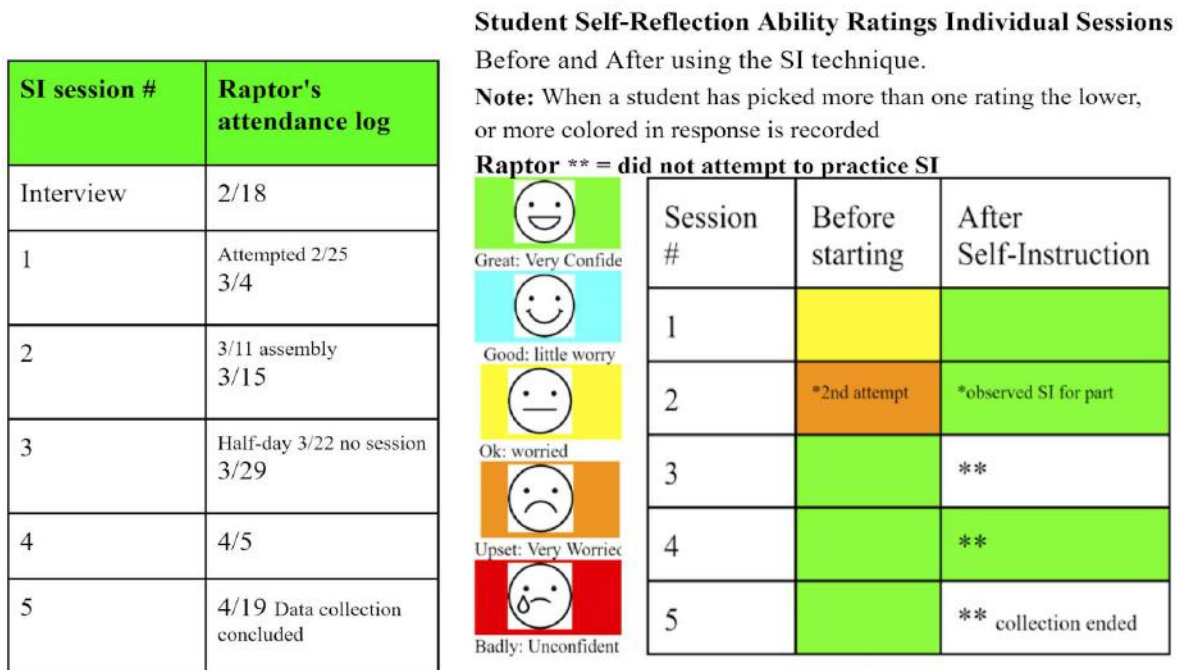 SI session # Raptor's
attendance log
Interview 2/18
1 Attempted 2/25
3/4
2 3/11 assembly
3/15
3 Half-day 3/22 no session
3/29
4 4/5
5 4/19 Data collection
concluded
Student Self-Reflection Ability Ratings Individual Sessions
Before and After using the SI technique.
Note: When a student has picked more than one rating the lower,
or more colored in response is recorded
Raptor ** = did not attempt to practice SI
Great: Very Confide
Good: little worry
Ok: worried
Upset: Very Worried
Badly: Unconfident
Session Before After
# starting Self-Instruction
1
2 *2nd attempt *observed SI for part
3 **
4 **
5 ** collection ended